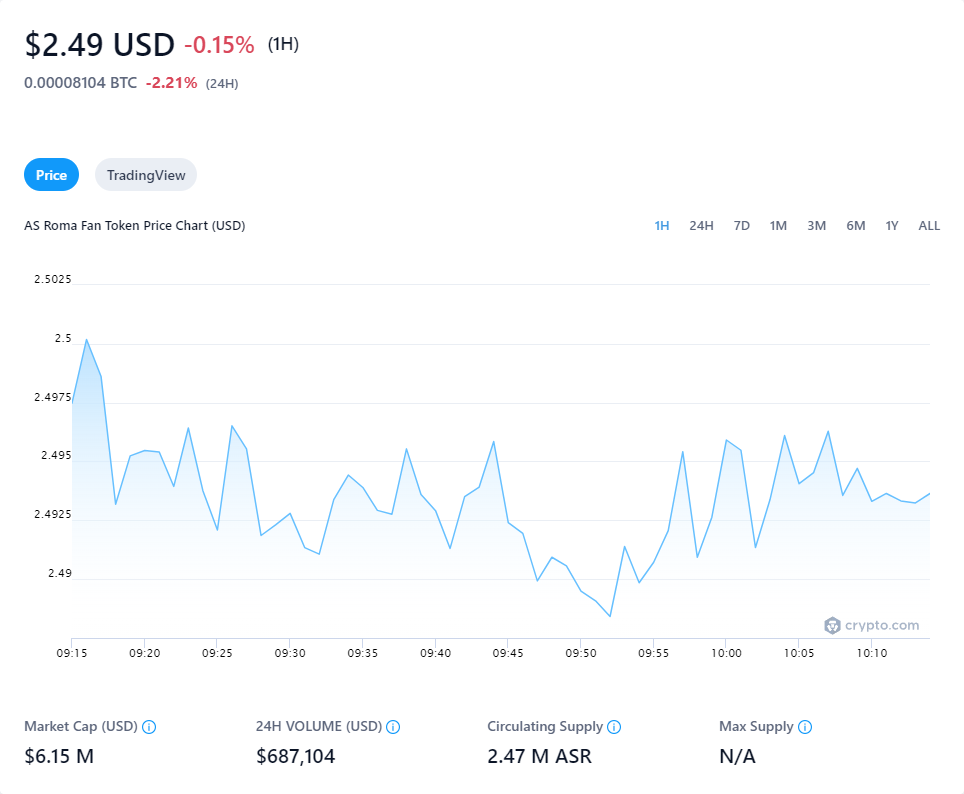 $2.49 USD -0.15% (1H)
0.00008104 BTC -2.21% (24H)
Price TradingView
AS Roma Fan Token Price Chart (USD) 1H 24H 7D 1M 3M 6M 1Y ALL
2.5025
2.5
2.4975
2.495
2.4925
2.49
crypto.com
09:15 09:20 09:25 09:30 09:35 09:40 09:45 09:50 09:55 10:00 10:05 10:10
Market Cap (USD) 24H VOLUME (USD) Circulating Supply Max Supply
$6.15 M $687,104 2.47 M ASR N/A